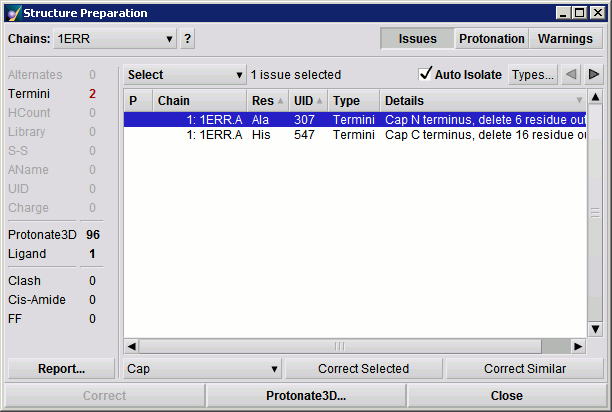 Structure Preparation
Chains: 1ERR ? Issues Protonation Warnings
Alternates 0
Termini 2
HCount 0
Library 0
S-S 0
AName 0
UID 0
Charge 0
Protonate3D 96
Ligand 1
Clash 0
Cis-Amide 0
FF 0
Select 1 issue selected Auto Isolate Types...
P Chain Res UID Type Details
1: 1ERR.A Ala 307 Termini Cap N terminus, delete 6 residue out
1: 1ERR.A His 547 Termini Cap C terminus, delete 16 residue ou
Report... Cap Correct Selected Correct Similar
Correct Protonate3D... Close